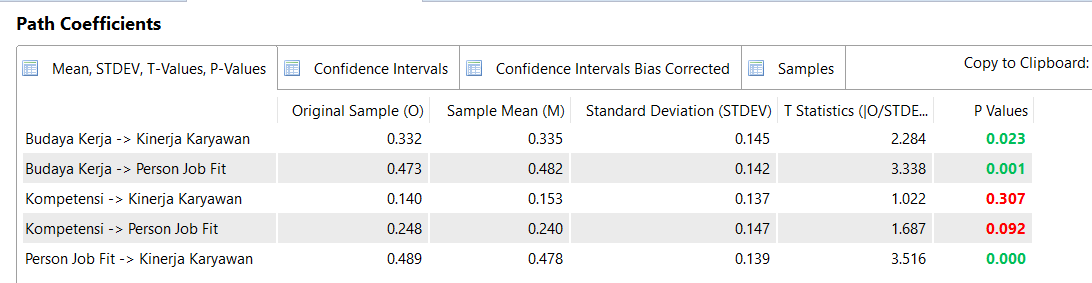 Path Coefficients
Mean, STDEV, T-Values, P-Values Confidence Intervals Confidence Intervals Bias Corrected Samples Copy to Clipboard:
Original Sample (O) Sample Mean (M) Standard Deviation (STDEV) T Statistics (|O/STDE... P Values
Budaya Kerja -> Kinerja Karyawan 0.332 0.335 0.145 2.284 0.023
Budaya Kerja -> Person Job Fit 0.473 0.482 0.142 3.338 0.001
Kompetensi -> Kinerja Karyawan 0.140 0.153 0.137 1.022 0.307
Kompetensi -> Person Job Fit 0.248 0.240 0.147 1.687 0.092
Person Job Fit -> Kinerja Karyawan 0.489 0.478 0.139 3.516 0.000